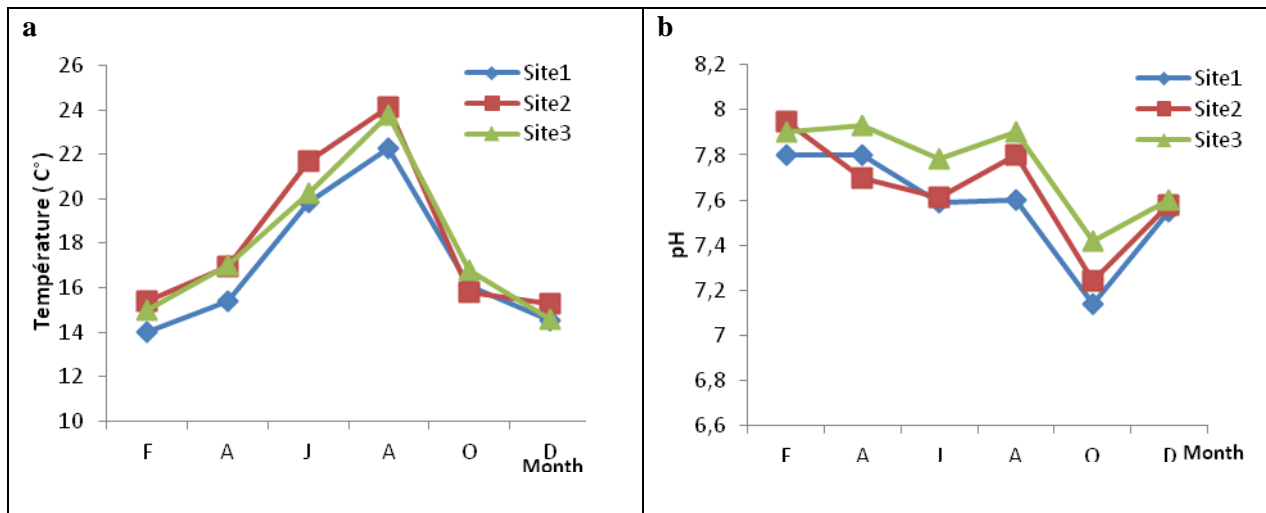 a
26
24
22
20
18
16
14
12
10
Température ( C°)
Site1
Site2
Site3
F
A
J
A
O
D
Month
b
8,2
8
7,8
7,6
7,4
7,2
7
6,8
6,6
pH
Site1
Site2
Site3
F
A
J
A
O
D
Month